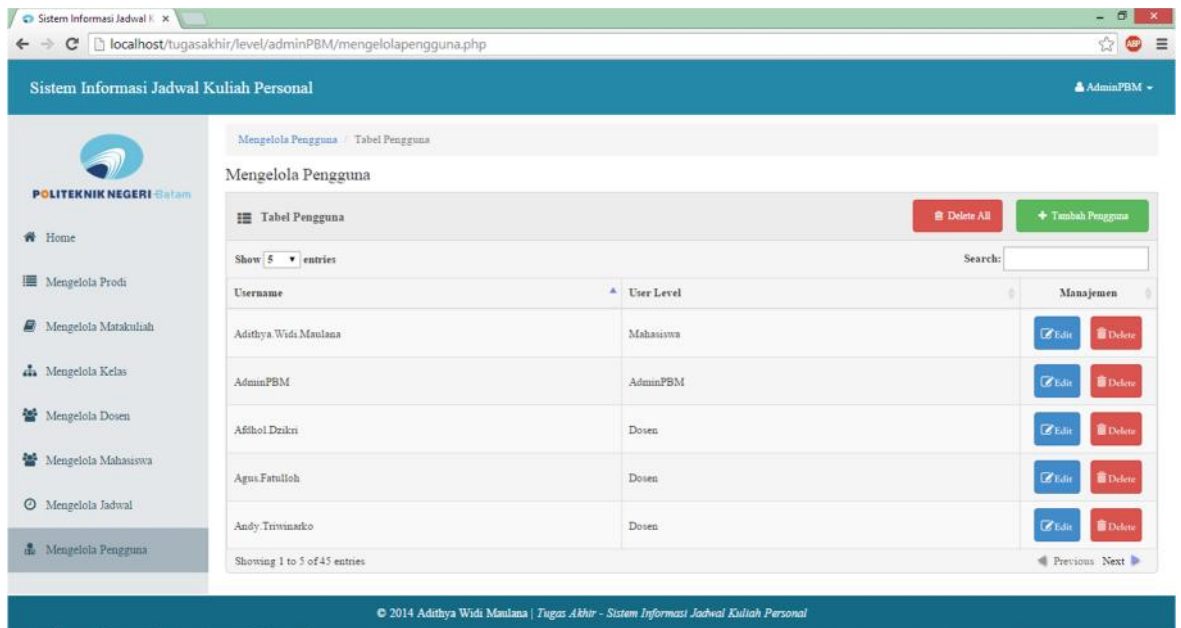 Sistem Informasi Jadwal K
localhost/tugasakhir/level/adminPBM/mengelolapengguna.php
ABP
Sistem Informasi Jadwal Kuliah Personal
AdminPBM
POLITEKNIK NEGERI Batam
Home
Mengelola Prodi
Mengelola Matakuliah
Mengelola Kelas
Mengelola Dosen
Mengelola Mahasiswa
Mengelola Jadwal
Mengelola Pengguna
Mengelola Pengguna / Tabel Pengguna
Mengelola Pengguna
Tabel Pengguna
Delete All
Tambah Pengguna
Show 5 entries
Search:
Username User Level Manajemen
Adithya.Widi.Maulana Mahasiswa Edit Delete
AdminPBM AdminPBM Edit Delete
Afdhol.Dzikri Dosen Edit Delete
Agus.Fatulloh Dosen Edit Delete
Andy.Triwinarko Dosen Edit Delete
Showing 1 to 5 of 45 entries
Previous Next
© 2014 Adithya Widi Maulana | Tugas Akhir - Sistem Informasi Jadwal Kuliah Personal